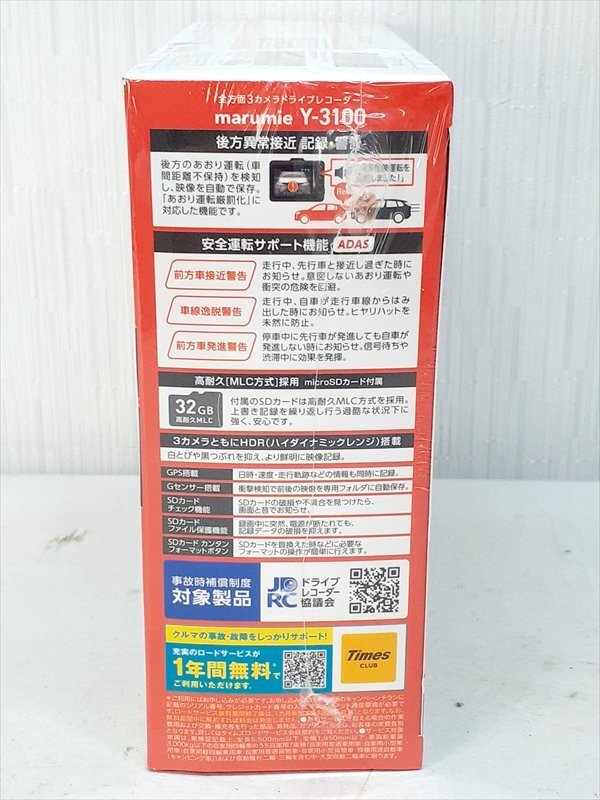 全方面3カメラドライブレコーダー
marumie Y-3100
後方異常接近 記録・警告
後方のあおり運転(車
間距離不保持)を検知
し、映像を自動で保存。
「あおり運転厳罰化」に
対応した機能です。
安全運転サポート機能 ADAS
前方車接近警告
走行中、先行車と接近し過ぎた時に
お知らせ。意図しないあおり運転や
衝突の危険を回避。
車線逸脱警告
走行中、自車が走行車線からはみ
出した時にお知らせ。ヒヤリハットを
未然に防止。
前方車発進警告
停車中に先行車が発進しても自車が
発進しない時にお知らせ。信号待ちや
渋滞中に効果を発揮。
高耐久[MLC方式]採用 microSDカード付属
32GB
高耐久MLC
付属のSDカードは高耐久MLC方式を採用。
上書き記録を繰り返し行う過酷な状況下に
強く、安心です。
3カメラともにHDR(ハイダイナミックレンジ)搭載
白とびや黒つぶれを抑え、より鮮明に映像記録。
GPS搭載
日時・速度・走行軌跡などの情報も同時に記録。
Gセンサー搭載
衝撃検知で前後の映像を専用フォルダに自動保存。
SDカード
チェック機能
SDカードの破損や不具合を見つけたら、
画面と音でお知らせ。
SDカード
ファイル保護機能
録画中に突然、電源が断たれても、
記録データの破損を抑えます。
SDカード カンタン
フォーマットボタン
SDカードを買換えた時などに必要な
フォーマットの操作が簡単に行えます。
事故時補償制度
対象製品
JDRC
ドライブ
レコーダー
協議会
クルマの事故・故障をしっかりサポート!
充実のロードサービスが
1年間無料※で
ご利用いただけます。
Times
CLUB